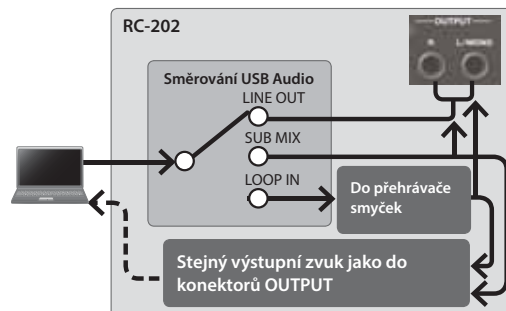 RC-202
OUTPUT
R
L/MONO
Směrování USB Audio
LINE OUT
SUB MIX
LOOP IN
Do přehrávače
smyček
Stejný výstupní zvuk jako do
konektorů OUTPUT